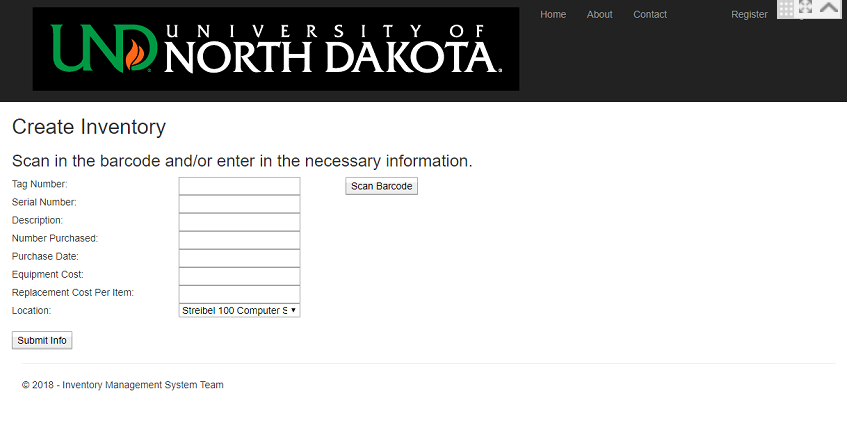 UND UNIVERSITY OF
NORTH DAKOTA.
Home About Contact Register
Create Inventory
Scan in the barcode and/or enter in the necessary information.
Tag Number: Scan Barcode
Serial Number:
Description:
Number Purchased:
Purchase Date:
Equipment Cost:
Replacement Cost Per Item:
Location: Streibel 100 Computer S
Submit Info
© 2018 - Inventory Management System Team